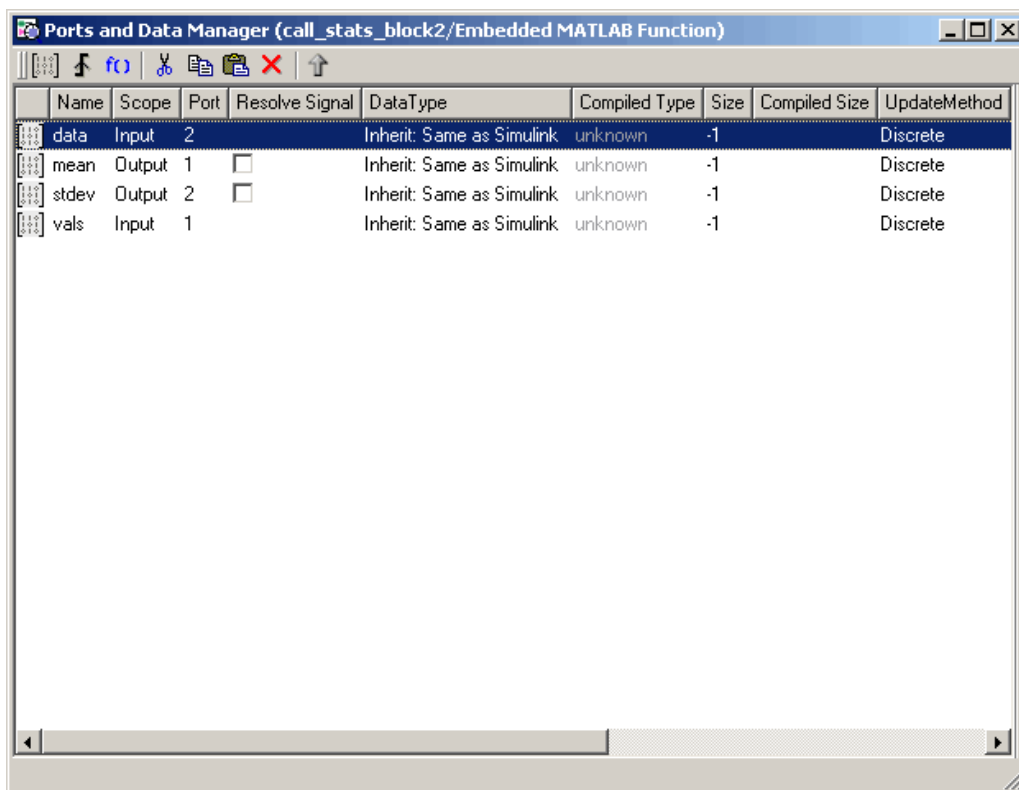 Ports and Data Manager (call_stats_block2/Embedded MATLAB Function)
f()
Name Scope Port Resolve Signal DataType Compiled Type Size Compiled Size UpdateMethod
data Input 2 Inherit: Same as Simulink unknown -1 Discrete
mean Output 1 Inherit: Same as Simulink unknown -1 Discrete
stdev Output 2 Inherit: Same as Simulink unknown -1 Discrete
vals Input 1 Inherit: Same as Simulink unknown -1 Discrete